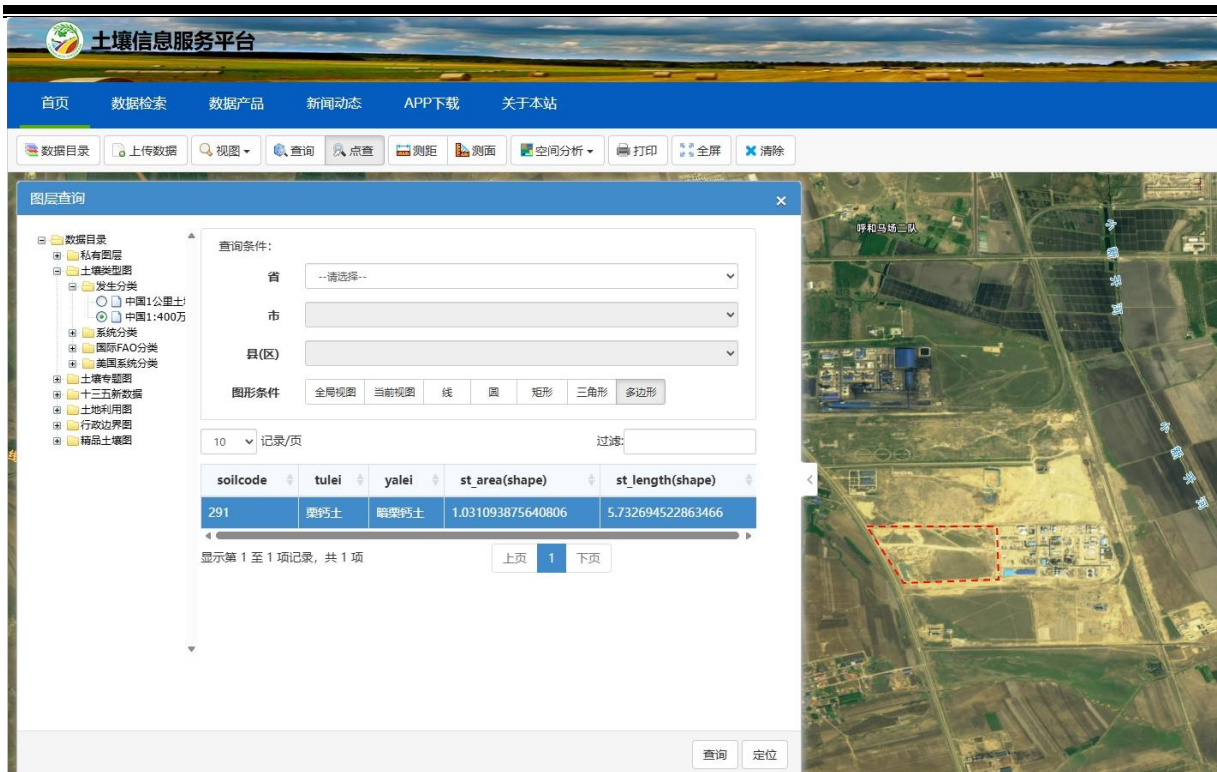 土壤信息服务平台
首页 数据检索 数据产品 新闻动态 APP下载 关于本站
数据目录 上传数据 视图 查询 点查 测距 测面 空间分析 打印 全屏 清除
图层查询 ×
数据目录
私有图层
土壤类型图
发生分类
中国1公里土
中国1:400万
系统分类
国际FAO分类
美国系统分类
土壤专题图
十三五新数据
土地利用图
行政边界图
精品土壤图
查询条件:
省 --请选择--
市
县(区)
图形条件 全局视图 当前视图 线 圆 矩形 三角形 多边形
10 记录/页 过滤:
soilcode tulei yalei st_area(shape) st_length(shape)
291 栗钙土 暗栗钙土 1.031093875640806 5.732694522863466
显示第 1 至 1 项记录，共 1 项 上页 1 下页
查询 定位
呼和马场二队